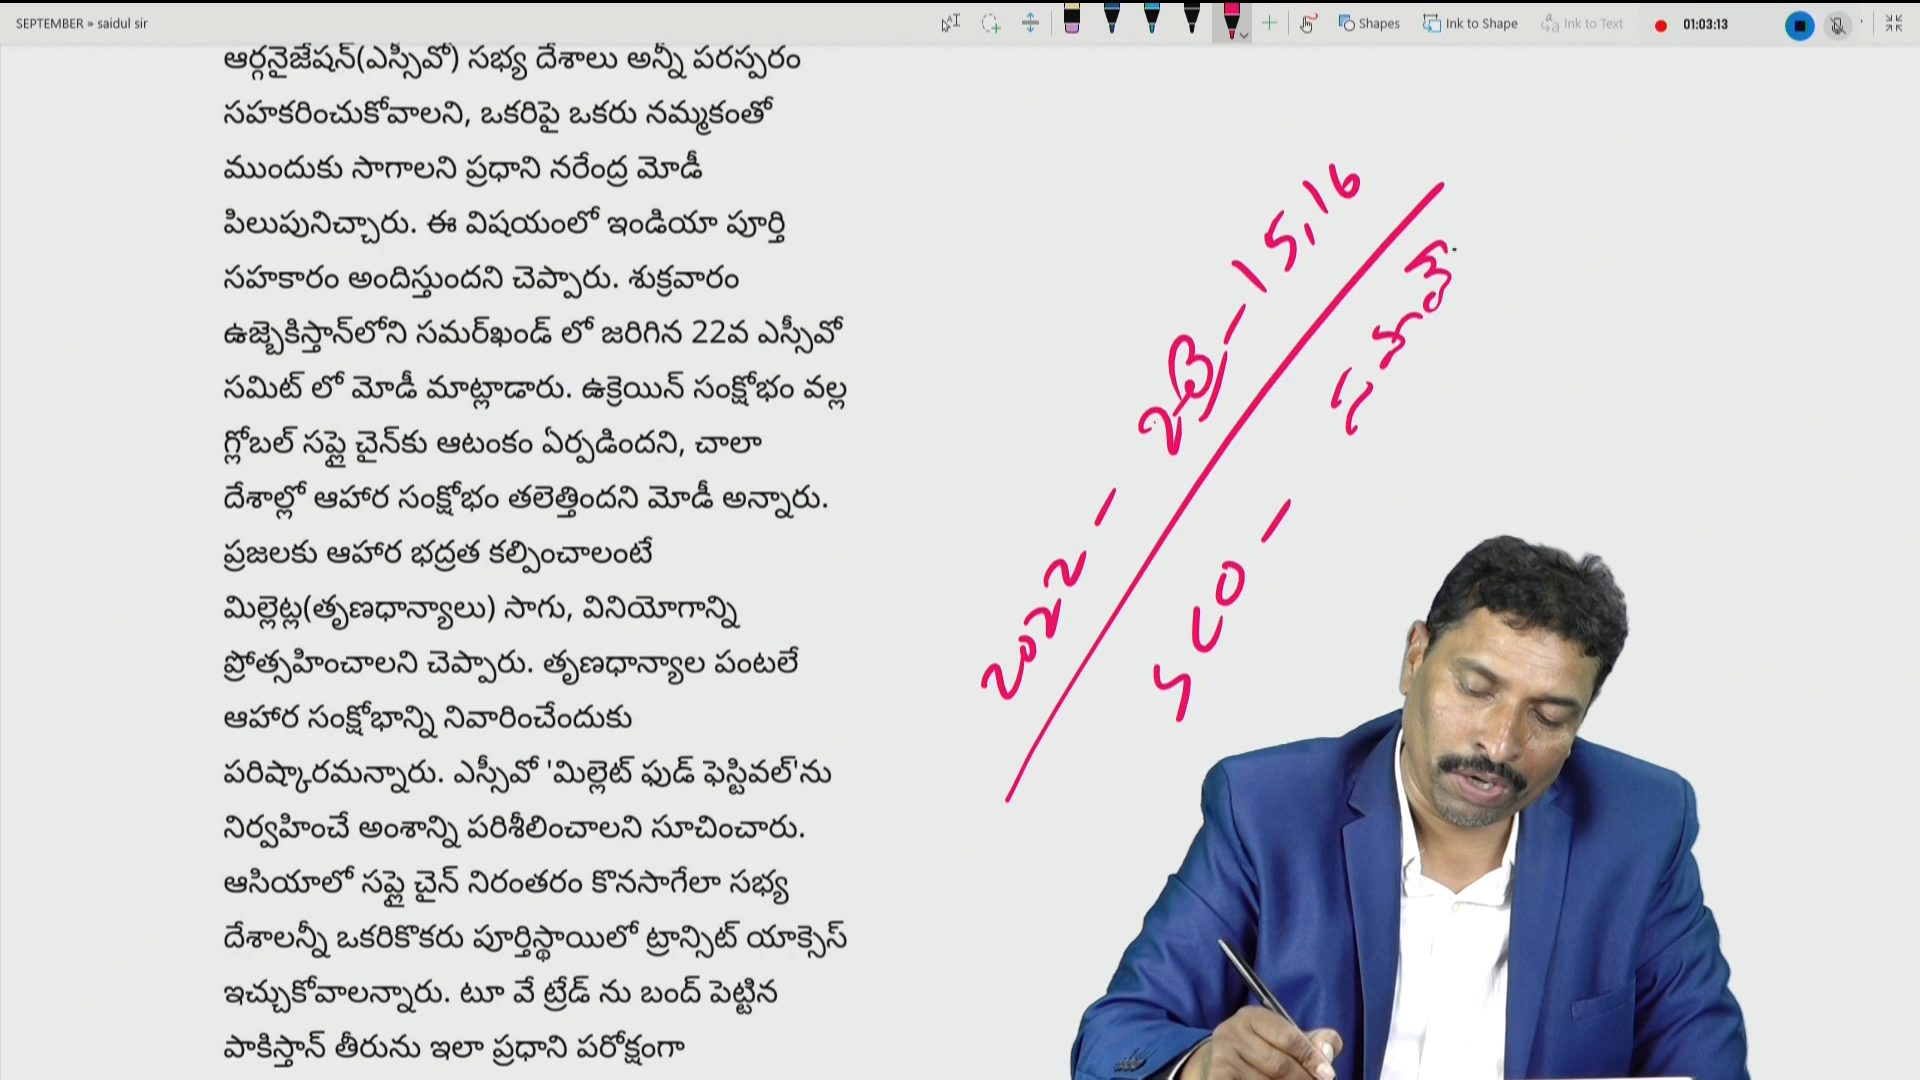 SEPTEMBER » saidul sir
Shapes
Ink to Shape
Ink to Text
01:03:13
ఆర్గనైజేషన్(ఎస్సీవో) సభ్య దేశాలు అన్నీ పరస్పరం
సహకరించుకోవాలని, ఒకరిపై ఒకరు నమ్మకంతో
ముందుకు సాగాలని ప్రధాని నరేంద్ర మోడీ
పిలుపునిచ్చారు. ఈ విషయంలో ఇండియా పూర్తి
సహకారం అందిస్తుందని చెప్పారు. శుక్రవారం
ఉజ్బెకిస్తాన్‌లోని సమర్‌ఖండ్ లో జరిగిన 22వ ఎస్సీవో
సమిట్ లో మోడీ మాట్లాడారు. ఉక్రెయిన్ సంక్షోభం వల్ల
గ్లోబల్ సప్లై చైన్‌కు ఆటంకం ఏర్పడిందని, చాలా
దేశాల్లో ఆహార సంక్షోభం తలెత్తిందని మోడీ అన్నారు.
ప్రజలకు ఆహార భద్రత కల్పించాలంటే
మిల్లెట్ల(తృణధాన్యాలు) సాగు, వినియోగాన్ని
ప్రోత్సహించాలని చెప్పారు. తృణధాన్యాల పంటలే
ఆహార సంక్షోభాన్ని నివారించేందుకు
పరిష్కారమన్నారు. ఎస్సీవో 'మిల్లెట్ ఫుడ్ ఫెస్టివల్'ను
నిర్వహించే అంశాన్ని పరిశీలించాలని సూచించారు.
ఆసియాలో సప్లై చైన్ నిరంతరం కొనసాగేలా సభ్య
దేశాలన్నీ ఒకరికొకరు పూర్తిస్థాయిలో ట్రాన్సిట్ యాక్సెస్
ఇచ్చుకోవాలన్నారు. టూ వే ట్రేడ్ ను బంద్ పెట్టిన
పాకిస్తాన్ తీరును ఇలా ప్రధాని పరోక్షంగా
2022 - 22వ - 15, 16
SCO -